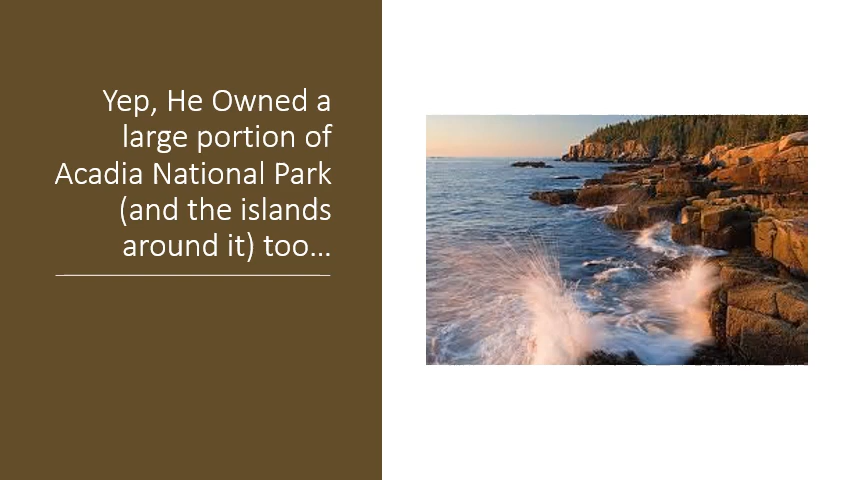 Yep, He Owned a
large portion of
Acadia National Park
(and the islands
around it) too…